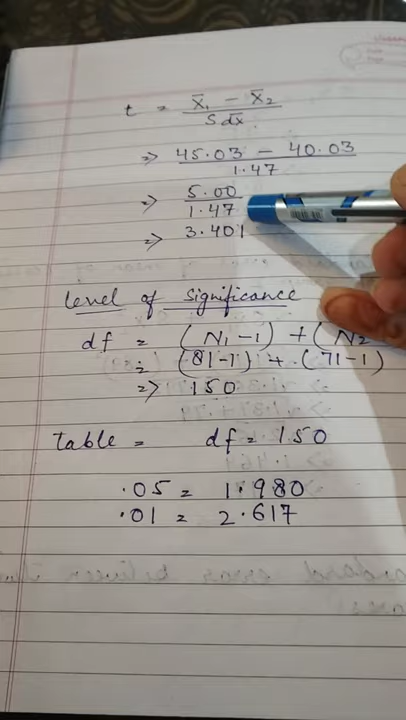 t = X̄₁ - X̄₂
Sdx̄
=> 45.03 - 40.03
1.47
=> 5.00
1.47
=> 3.401
Level of Significance
df = (N₁-1) + (N₂
= (81-1) + (71-1)
=> 150
table = df = 150
.05 = 1.980
.01 = 2.617